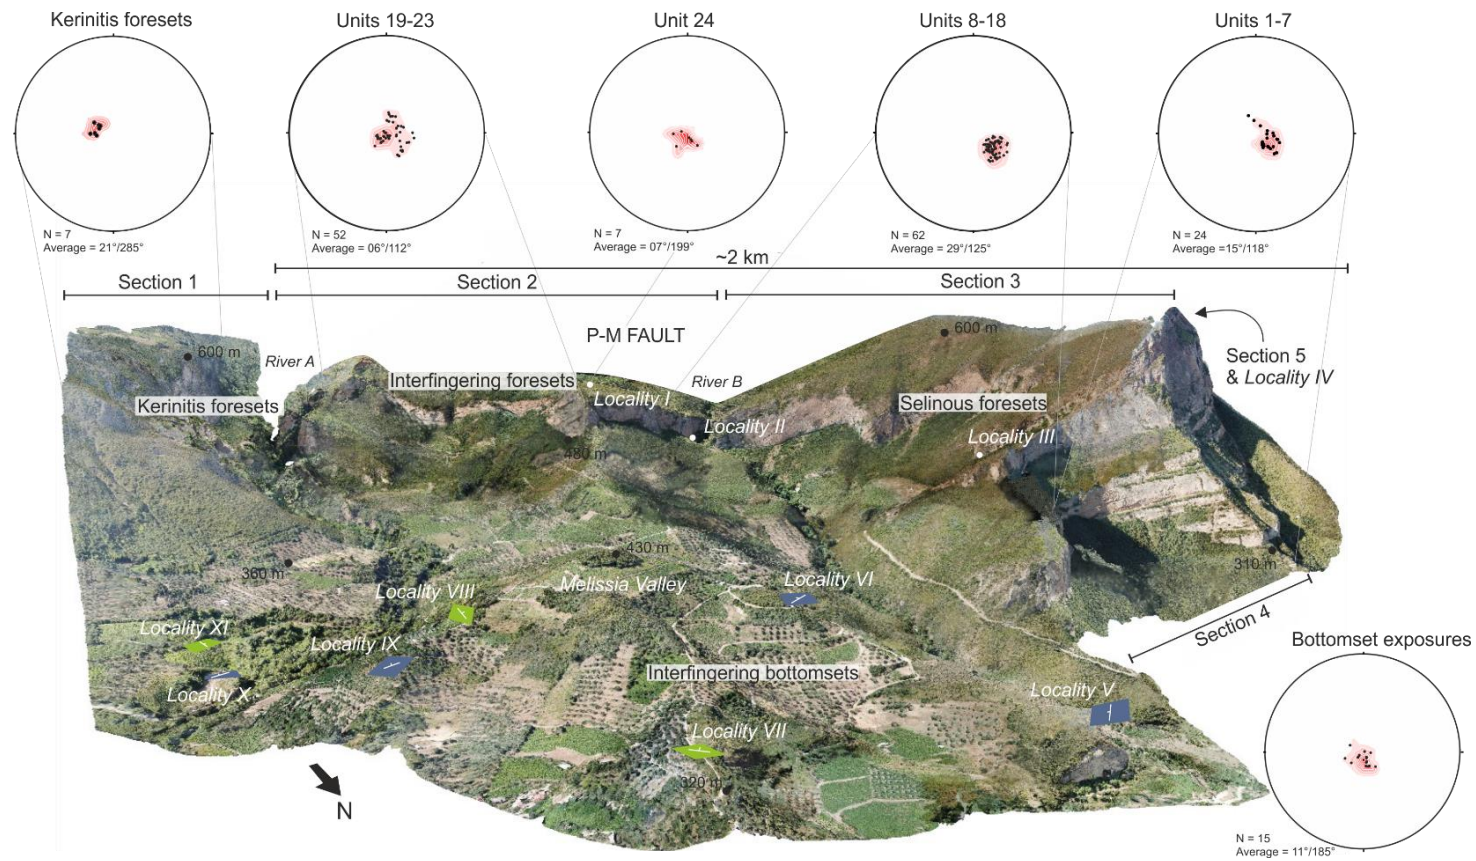 Kerinitis foresets
Units 19-23
Unit 24
Units 8-18
Units 1-7
N = 7
Average = 21°/285°
N = 52
Average = 06°/112°
N = 7
Average = 07°/199°
N = 62
Average = 29°/125°
N = 24
Average =15°/118°
~2 km
Section 1
Section 2
Section 3
P-M FAULT
600 m
River A
Interfingering foresets
River B
600 m
Section 5
& Locality IV
Kerinitis foresets
Locality I
Selinous foresets
Locality II
Locality III
480 m
430 m
310 m
360 m
Melissia Valley
Locality VI
Locality VIII
Section 4
Locality XI
Locality IX
Bottomset exposures
Interfingering bottomsets
Locality X
Locality V
Locality VII
320 m
N
N = 15
Average = 11°/185°